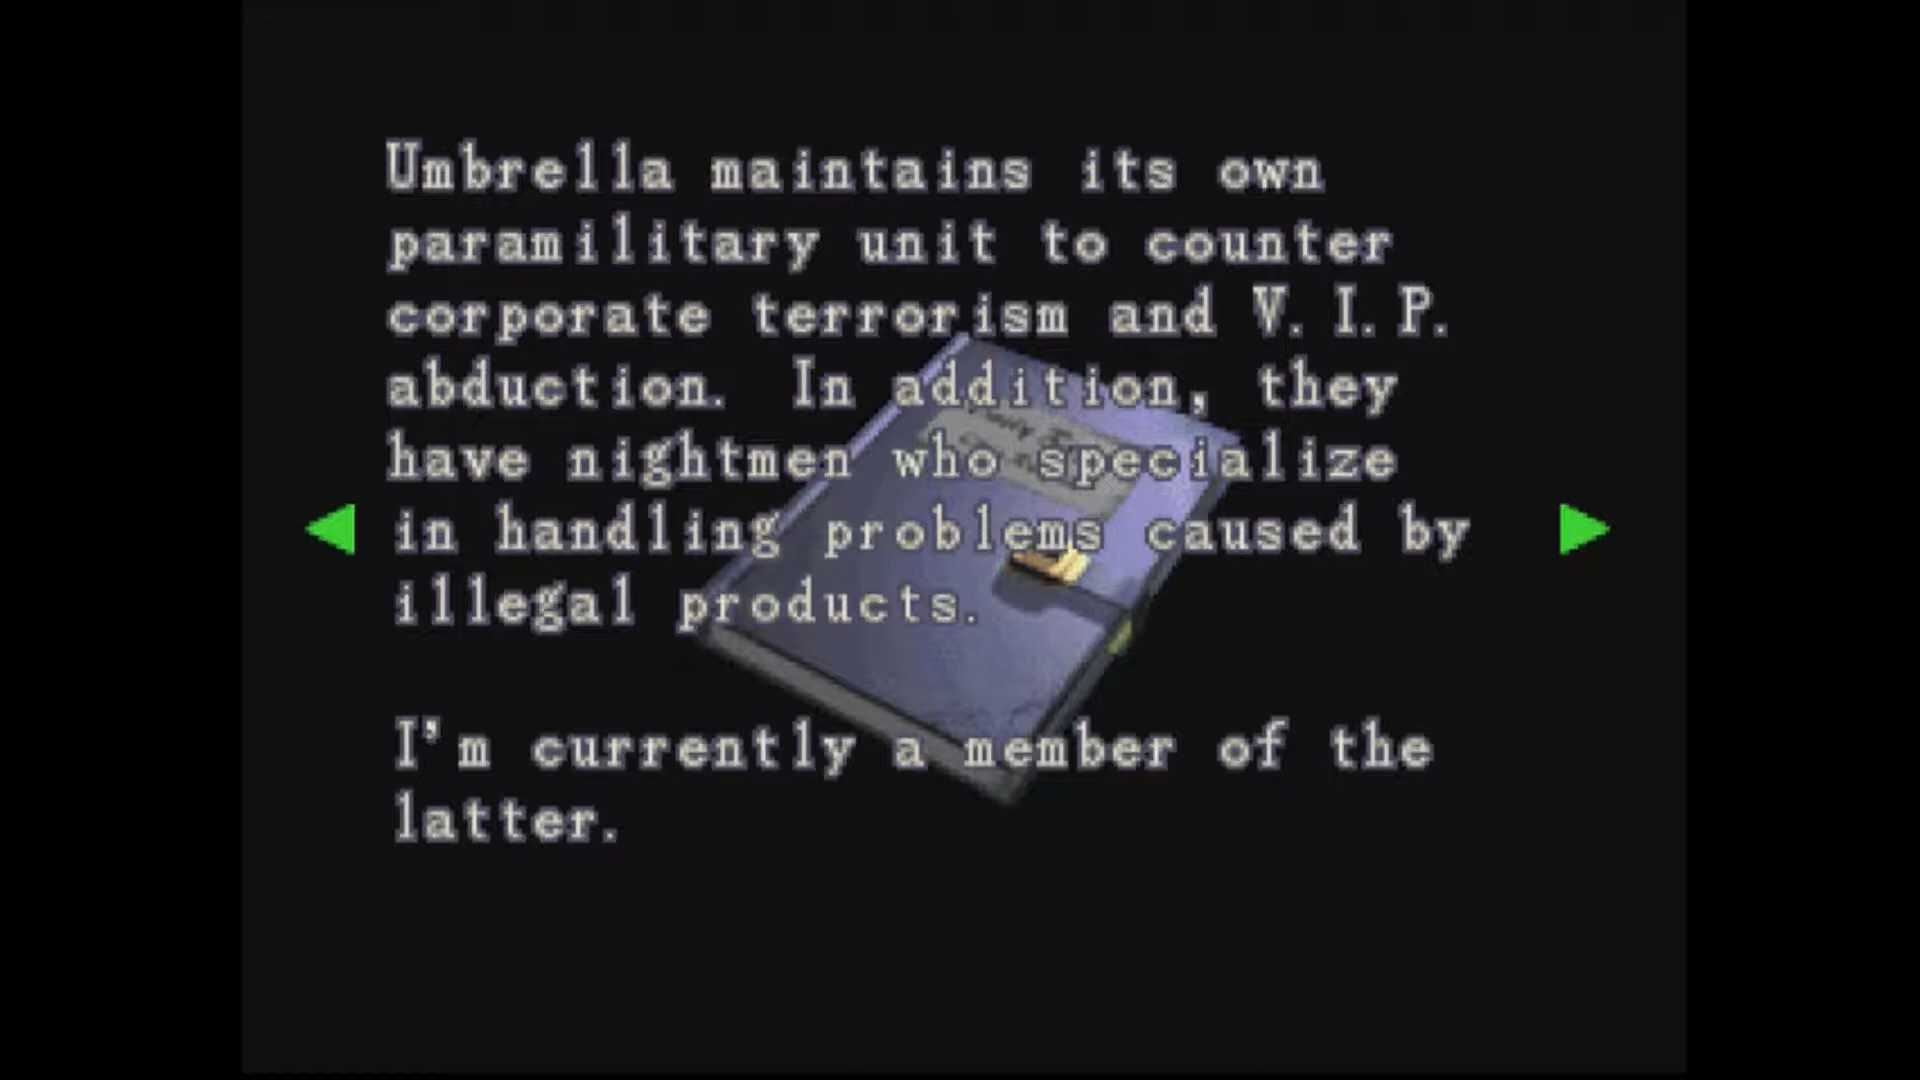 Umbrella maintains its own
paramilitary unit to counter
corporate terrorism and V.I.P.
abduction. In addition, they
have nightmen who specialize
in handling problems caused by
illegal products.
I'm currently a member of the
latter.